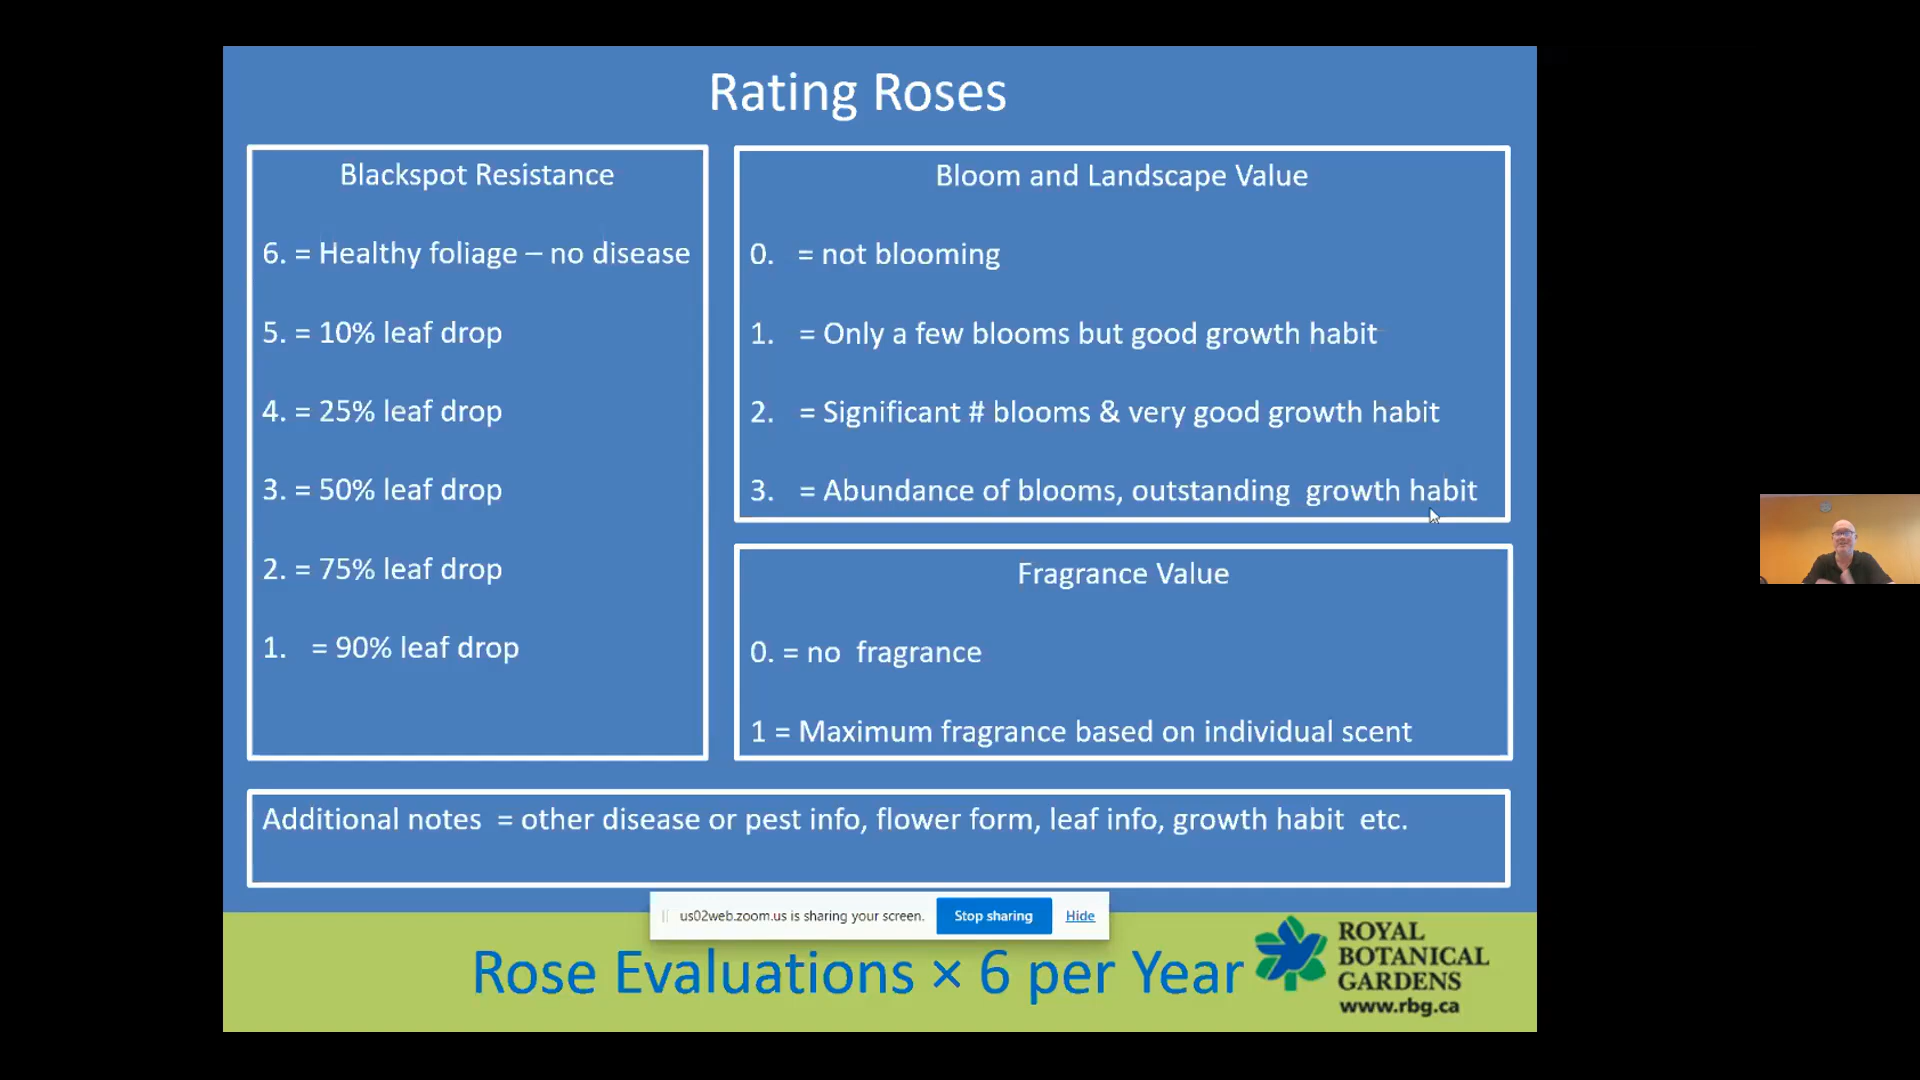 Rating Roses
Blackspot Resistance
6. = Healthy foliage – no disease
5. = 10% leaf drop
4. = 25% leaf drop
3. = 50% leaf drop
2. = 75% leaf drop
1. = 90% leaf drop
Bloom and Landscape Value
0. = not blooming
1. = Only a few blooms but good growth habit
2. = Significant # blooms & very good growth habit
3. = Abundance of blooms, outstanding growth habit
Fragrance Value
0. = no fragrance
1 = Maximum fragrance based on individual scent
Additional notes = other disease or pest info, flower form, leaf info, growth habit etc.
us02web.zoom.us is sharing your screen. Stop sharing Hide
Rose Evaluations × 6 per Year
ROYAL
BOTANICAL
GARDENS
www.rbg.ca